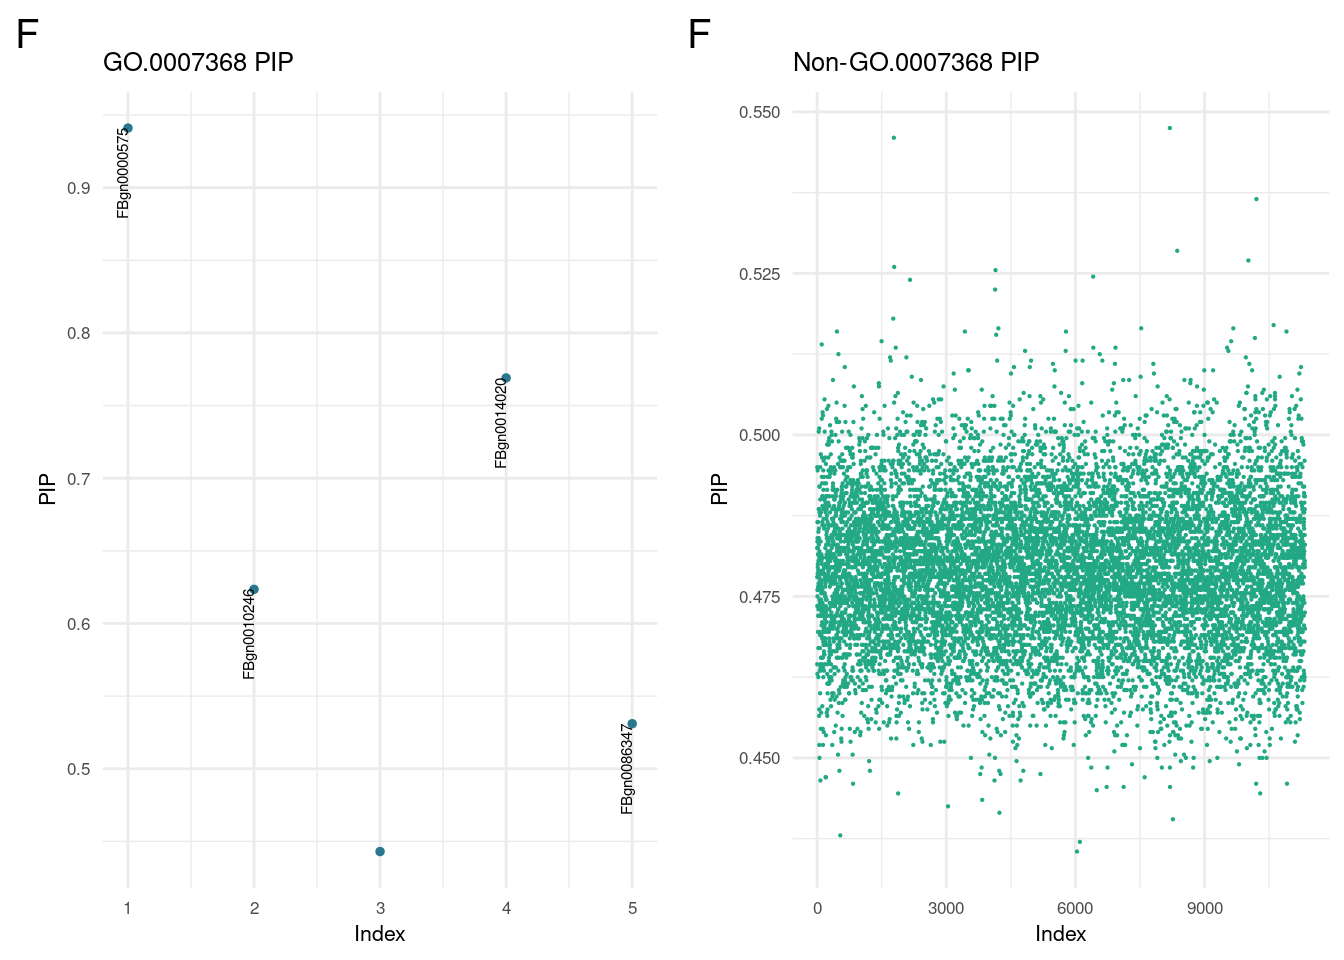 F
GO.0007368 PIP
PIP
0.9
0.8
0.7
0.6
0.5
FBgn0000575
FBgn0010246
FBgn0014020
FBgn0086347
1 2 3 4 5
Index
F
Non-GO.0007368 PIP
PIP
0.550
0.525
0.500
0.475
0.450
0 3000 6000 9000
Index